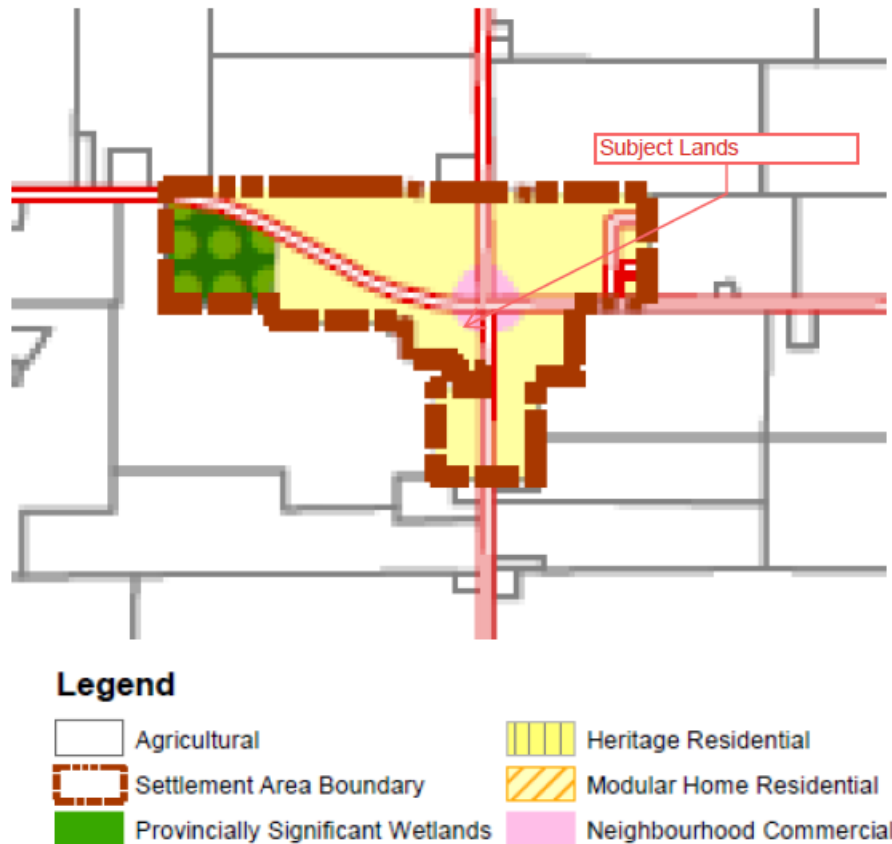 Subject Lands
Legend
Agricultural
Heritage Residential
Settlement Area Boundary
Modular Home Residential
Provincially Significant Wetlands
Neighbourhood Commercial